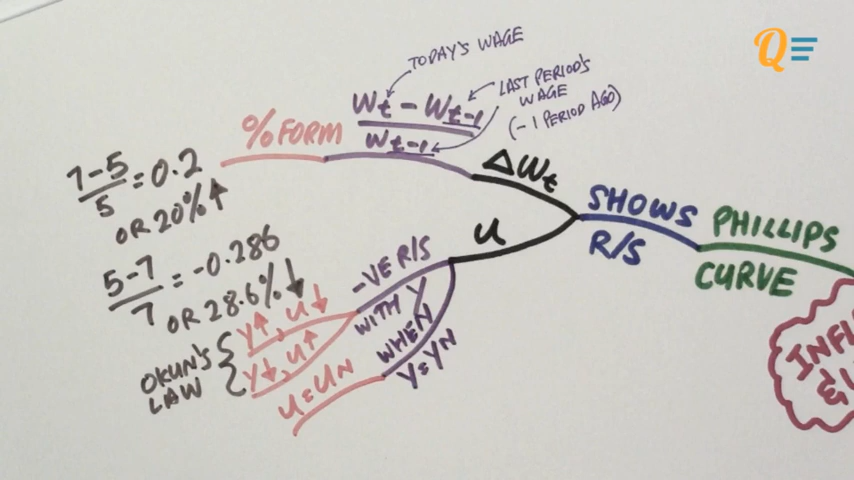 QE
TODAY'S WAGE
LAST PERIOD'S
WAGE
(-1 PERIOD AGO)
Wt - Wt-1
Wt-1
% FORM
7-5
5
= 0.2
OR 20% ↑
5-7
7
= -0.286
OR 28.6% ↓
ΔWt
u
SHOWS
R/S
PHILLIPS
CURVE
-VE R/S
WITH Y
WHEN
Y=YN
Y↑, u↓
Y↓, u↑
u=uN
OKUN'S
LAW
INFL
&